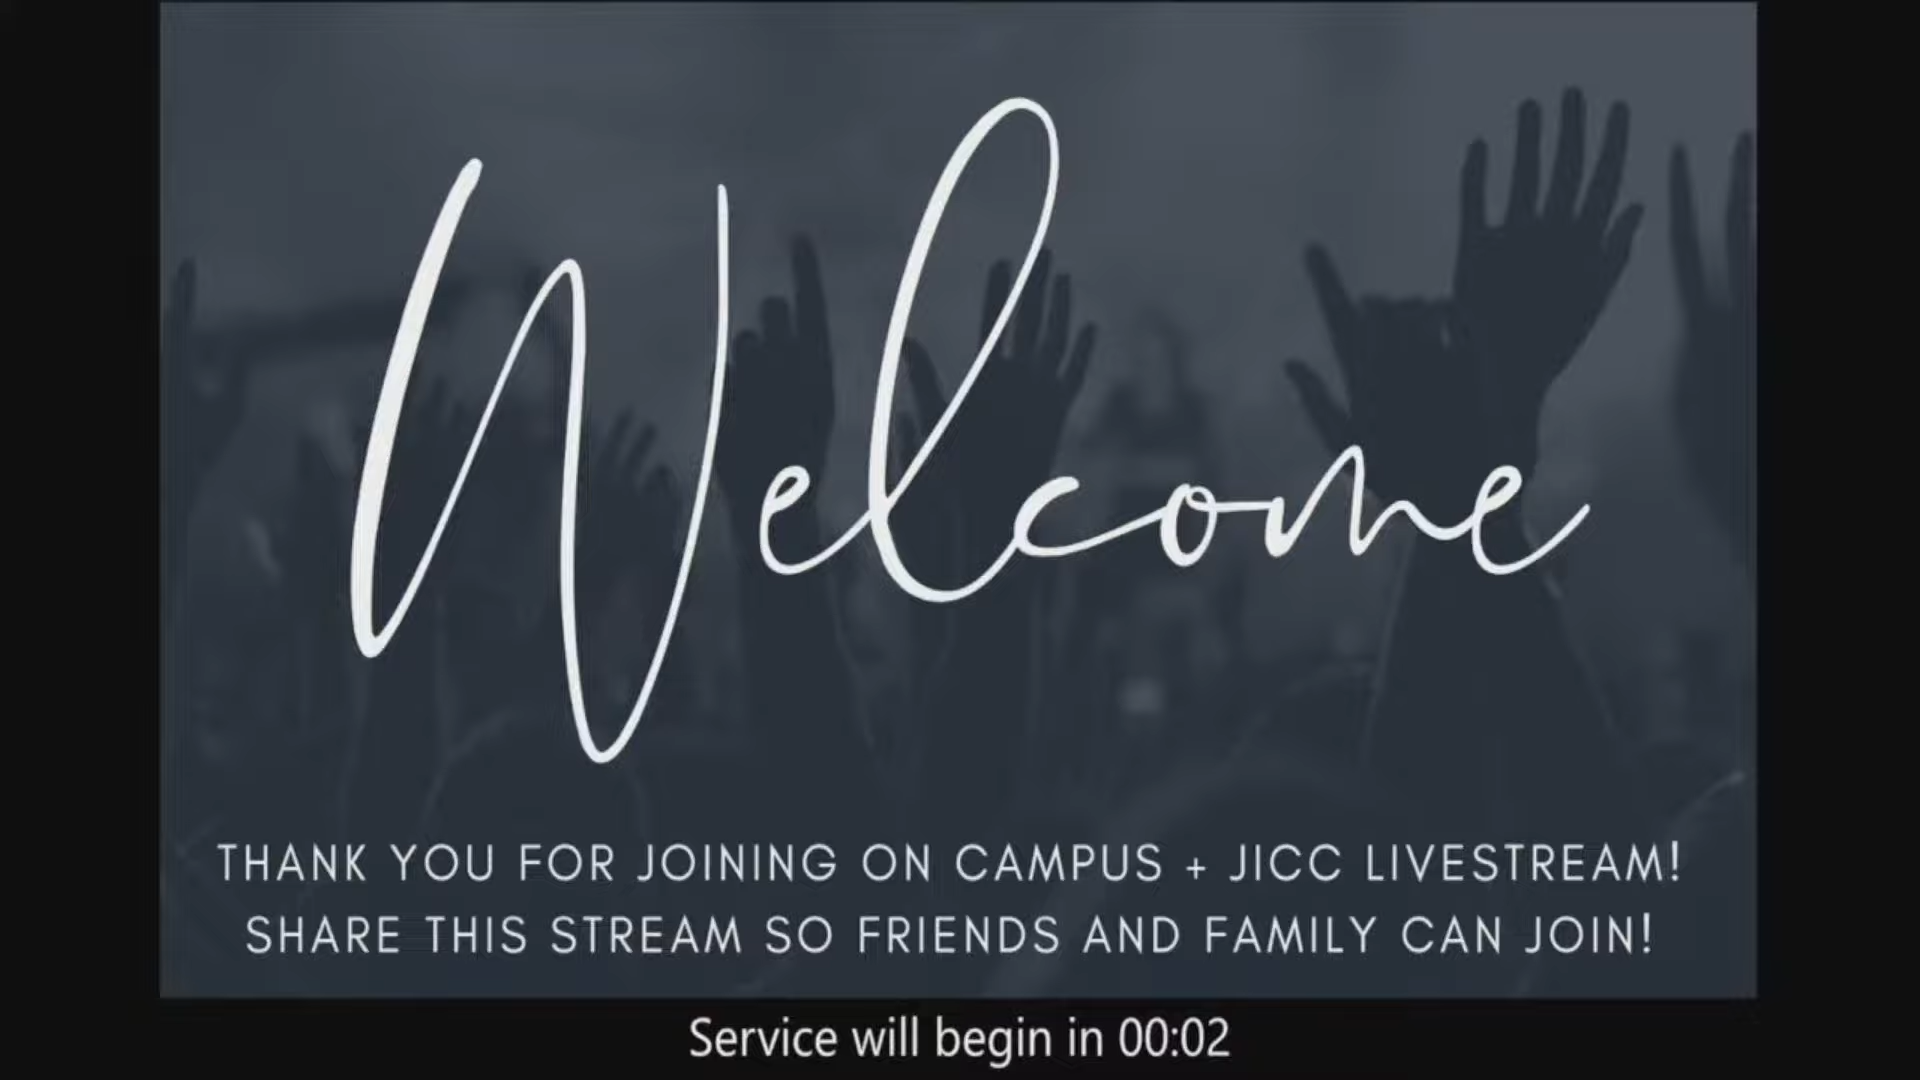 Welcome
THANK YOU FOR JOINING ON CAMPUS + JICC LIVESTREAM!
SHARE THIS STREAM SO FRIENDS AND FAMILY CAN JOIN!
Service will begin in 00:02